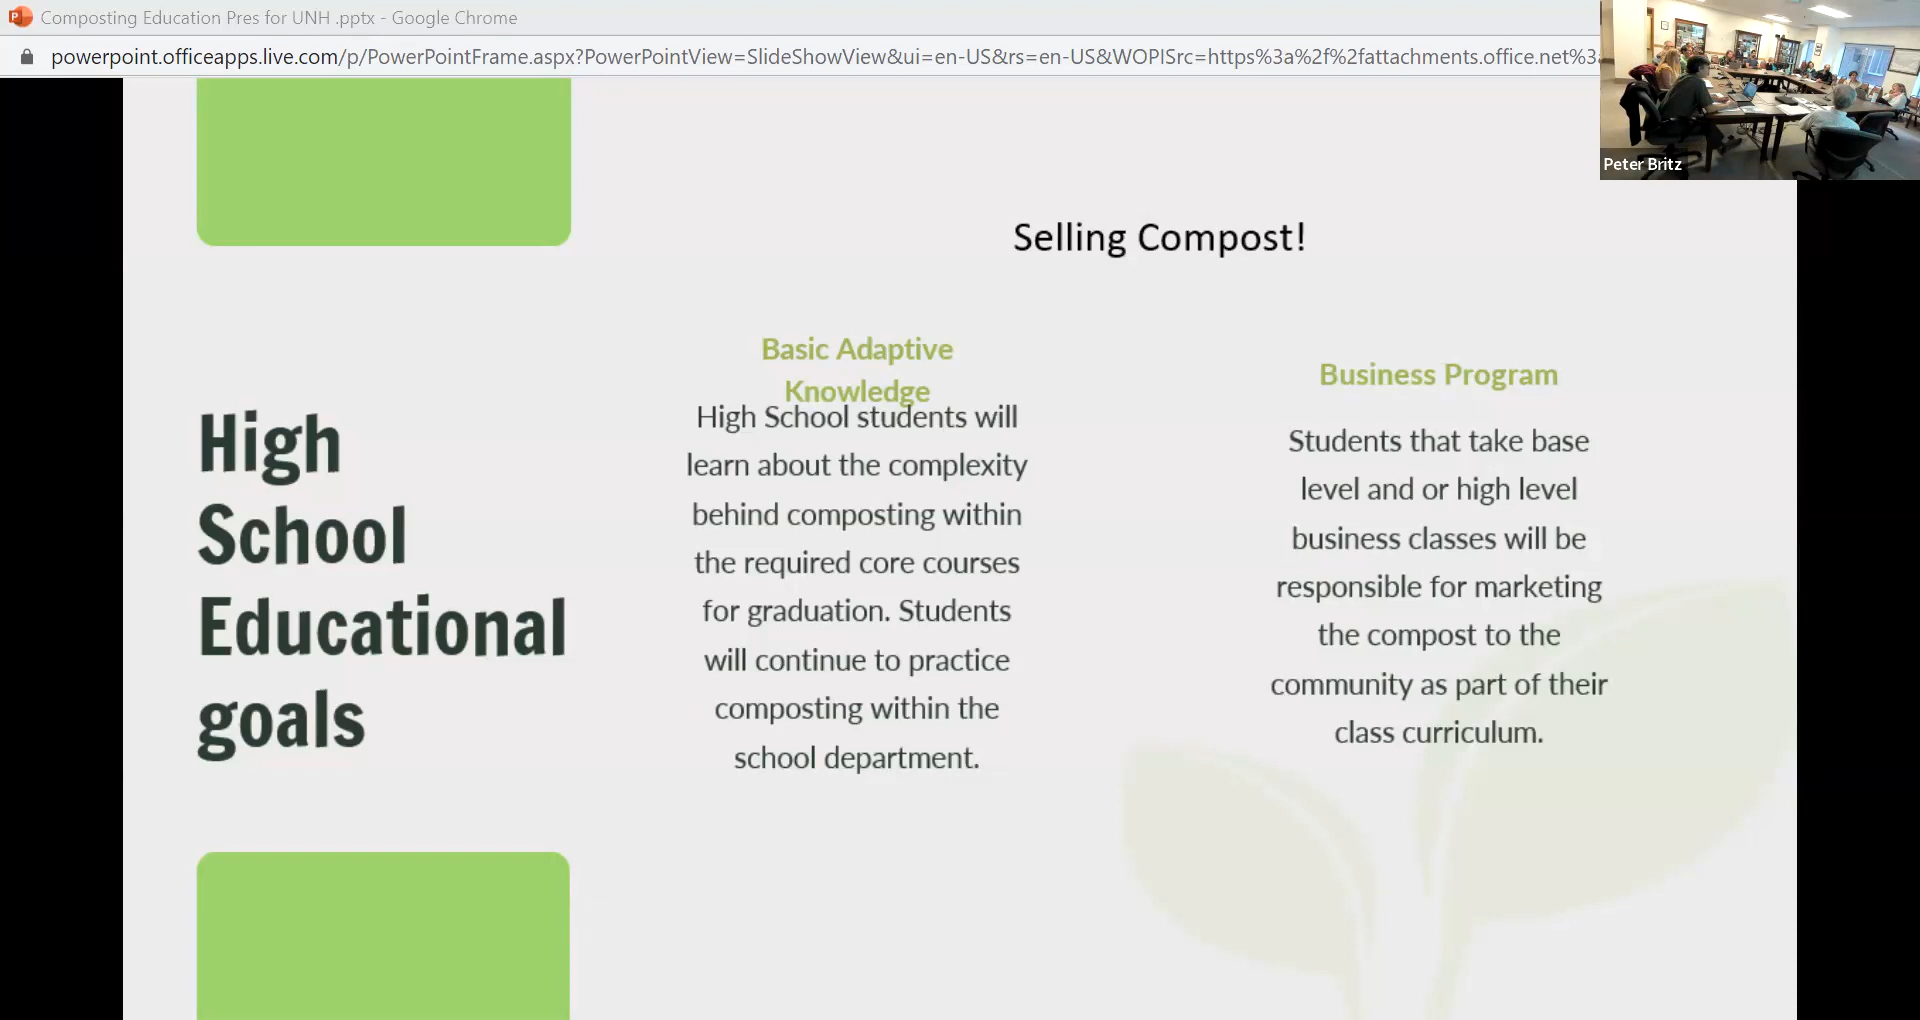 Composting Education Pres for UNH .pptx - Google Chrome
powerpoint.officeapps.live.com/p/PowerPointFrame.aspx?PowerPointView=SlideShowView&ui=en-US&rs=en-US&WOPISrc=https%3a%2f%2fattachments.office.net%3
Peter Britz
Selling Compost!
High
School
Educational
goals
Basic Adaptive
Knowledge
High School students will
learn about the complexity
behind composting within
the required core courses
for graduation. Students
will continue to practice
composting within the
school department.
Business Program
Students that take base
level and or high level
business classes will be
responsible for marketing
the compost to the
community as part of their
class curriculum.